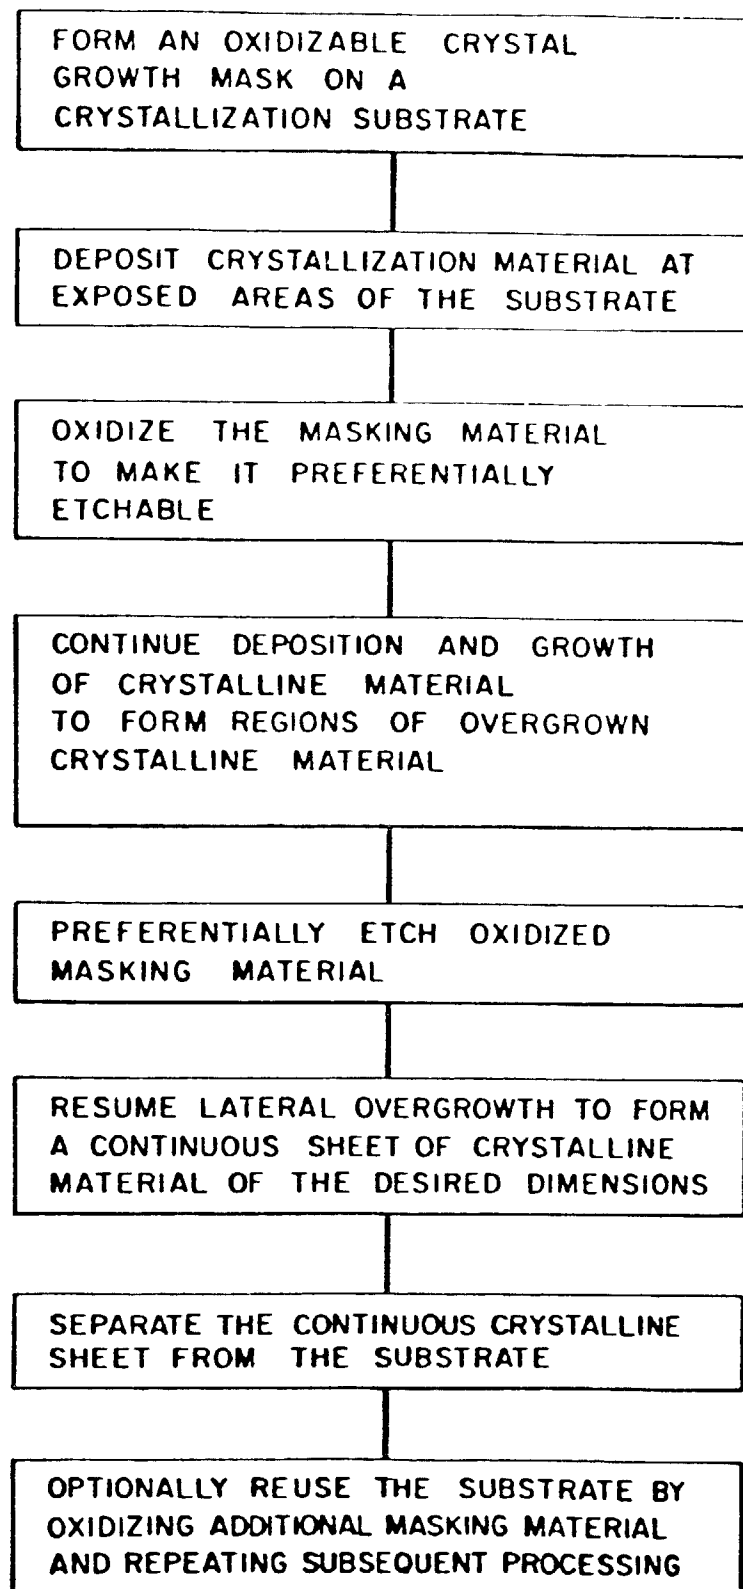 FORM AN OXIDIZABLE CRYSTAL
GROWTH MASK ON A
CRYSTALLIZATION SUBSTRATE
DEPOSIT CRYSTALLIZATION MATERIAL AT
EXPOSED AREAS OF THE SUBSTRATE
OXIDIZE THE MASKING MATERIAL
TO MAKE IT PREFERENTIALLY
ETCHABLE
CONTINUE DEPOSITION AND GROWTH
OF CRYSTALLINE MATERIAL
TO FORM REGIONS OF OVERGROWN
CRYSTALLINE MATERIAL
PREFERENTIALLY ETCH OXIDIZED
MASKING MATERIAL
RESUME LATERAL OVERGROWTH TO FORM
A CONTINUOUS SHEET OF CRYSTALLINE
MATERIAL OF THE DESIRED DIMENSIONS
SEPARATE THE CONTINUOUS CRYSTALLINE
SHEET FROM THE SUBSTRATE
OPTIONALLY REUSE THE SUBSTRATE BY
OXIDIZING ADDITIONAL MASKING MATERIAL
AND REPEATING SUBSEQUENT PROCESSING